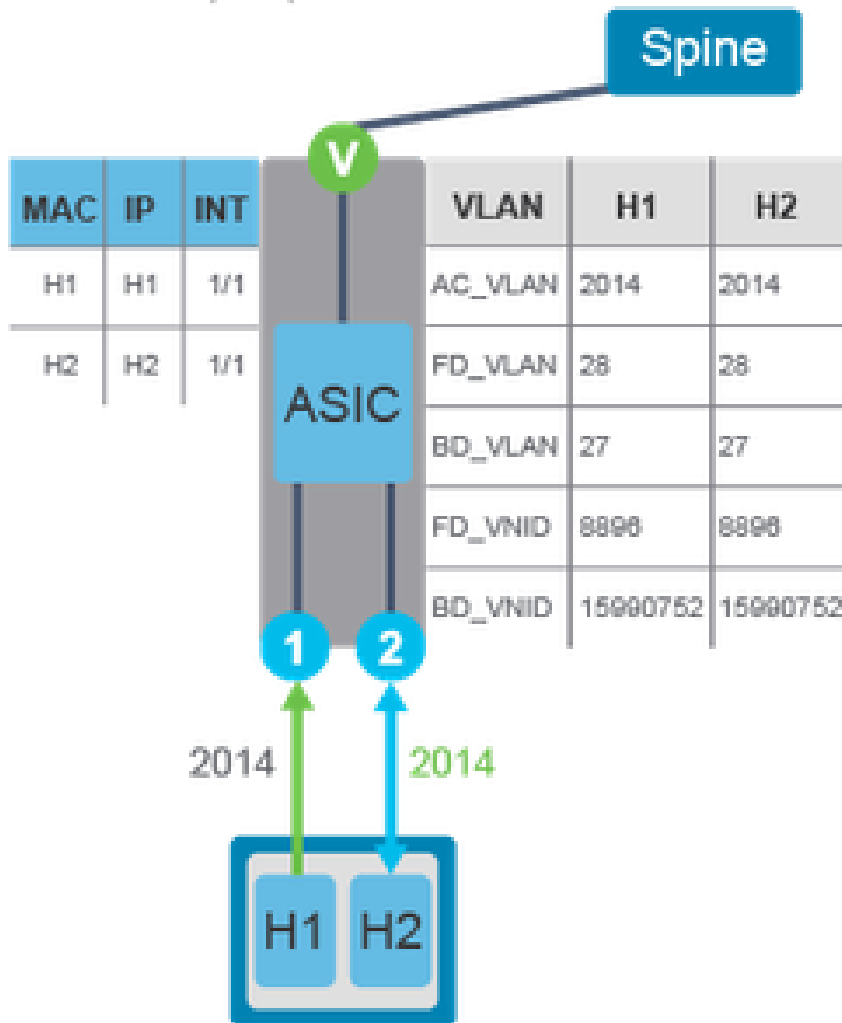 Spine
V
MAC IP INT
H1 H1 1/1
H2 H2 1/1
VLAN H1 H2
AC_VLAN 2014 2014
FD_VLAN 28 28
BD_VLAN 27 27
FD_VNID 8896 8896
BD_VNID 15990752 15990752
ASIC
1 2
2014 2014
H1 H2